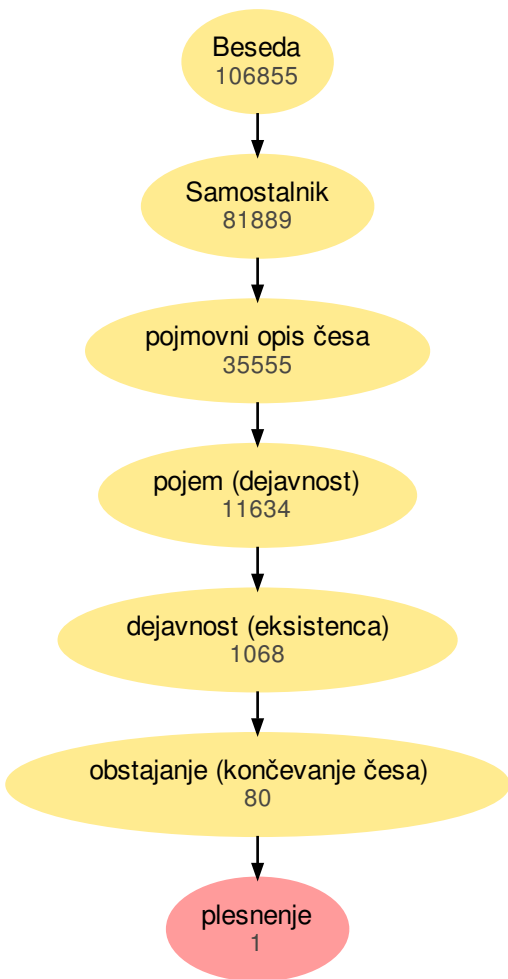 Beseda
106855
Samostalnik
81889
pojmovni opis česa
35555
pojem (dejavnost)
11634
dejavnost (eksistenca)
1068
obstajanje (končevanje česa)
80
plesnenje
1